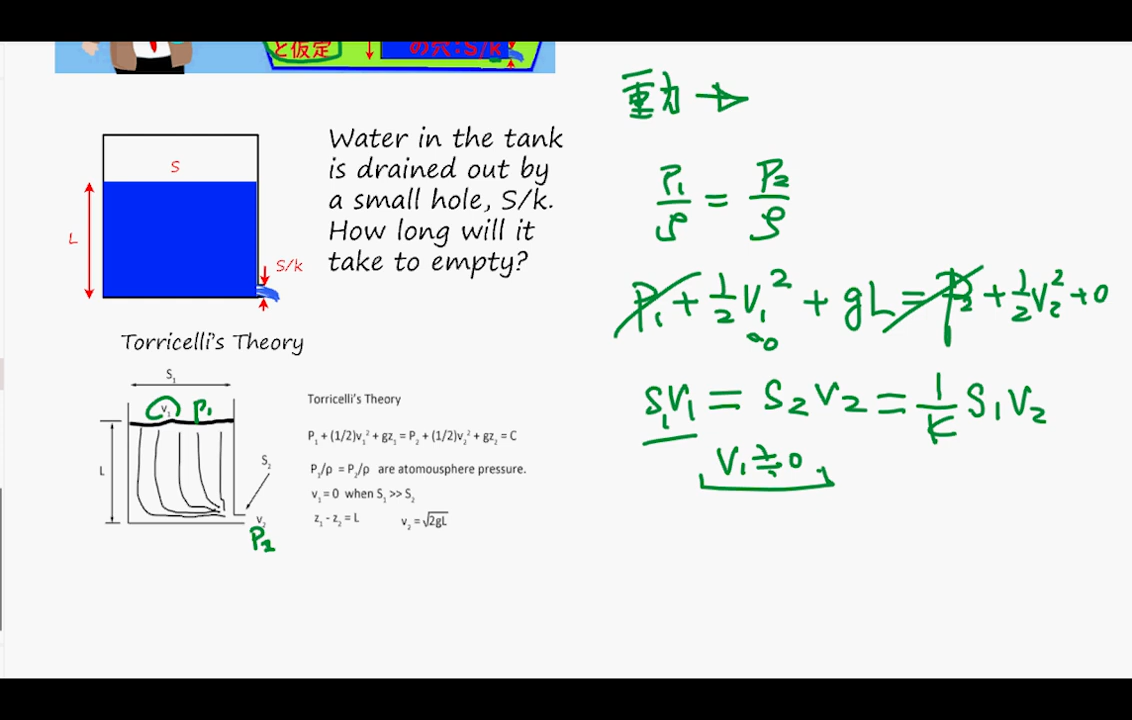 と仮定
の穴:S/k
Water in the tank
is drained out by
a small hole, S/k.
How long will it
take to empty?
S
L
S/k
Torricelli's Theory
S₁
v₁ P₁
L
S₂
v₂
P₂
Torricelli's Theory
P₁ + (1/2)v₁² + gz₁ = P₂ + (1/2)v₂² + gz₂ = C
P₁/ρ = P₂/ρ are atomousphere pressure.
v₁ = 0 when S₁ >> S₂
z₁ - z₂ = L v₂ = √2gL
重力 →
P₁/ρ = P₂/ρ
P₁ + 1/2 V₁² + gL = P₂ + 1/2 V₂² + 0
≈0
S₁V₁ = S₂V₂ = 1/K S₁V₂
V₁ ≒ 0